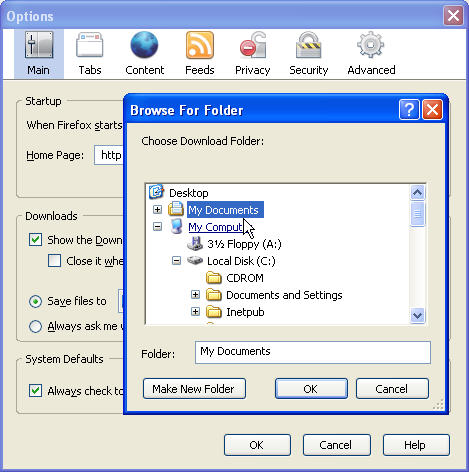 Options
Main Tabs Content Feeds Privacy Security Advanced
Startup
When Firefox starts
Home Page: http
Downloads
Show the Down
Close it whe
Save files to
Always ask me
System Defaults
Always check to
OK Cancel Help
Browse For Folder
Choose Download Folder:
Desktop
My Documents
My Comput
3½ Floppy (A:)
Local Disk (C:)
CDROM
Documents and Settings
Inetpub
Folder: My Documents
Make New Folder OK Cancel